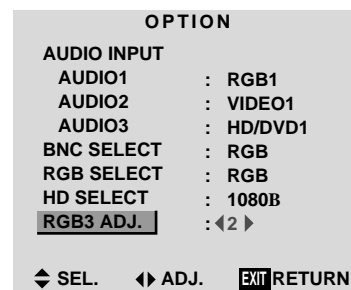 OPTION
AUDIO INPUT
AUDIO1 : RGB1
AUDIO2 : VIDEO1
AUDIO3 : HD/DVD1
BNC SELECT : RGB
RGB SELECT : RGB
HD SELECT : 1080B
RGB3 ADJ. : 2
SEL. ADJ. EXIT RETURN